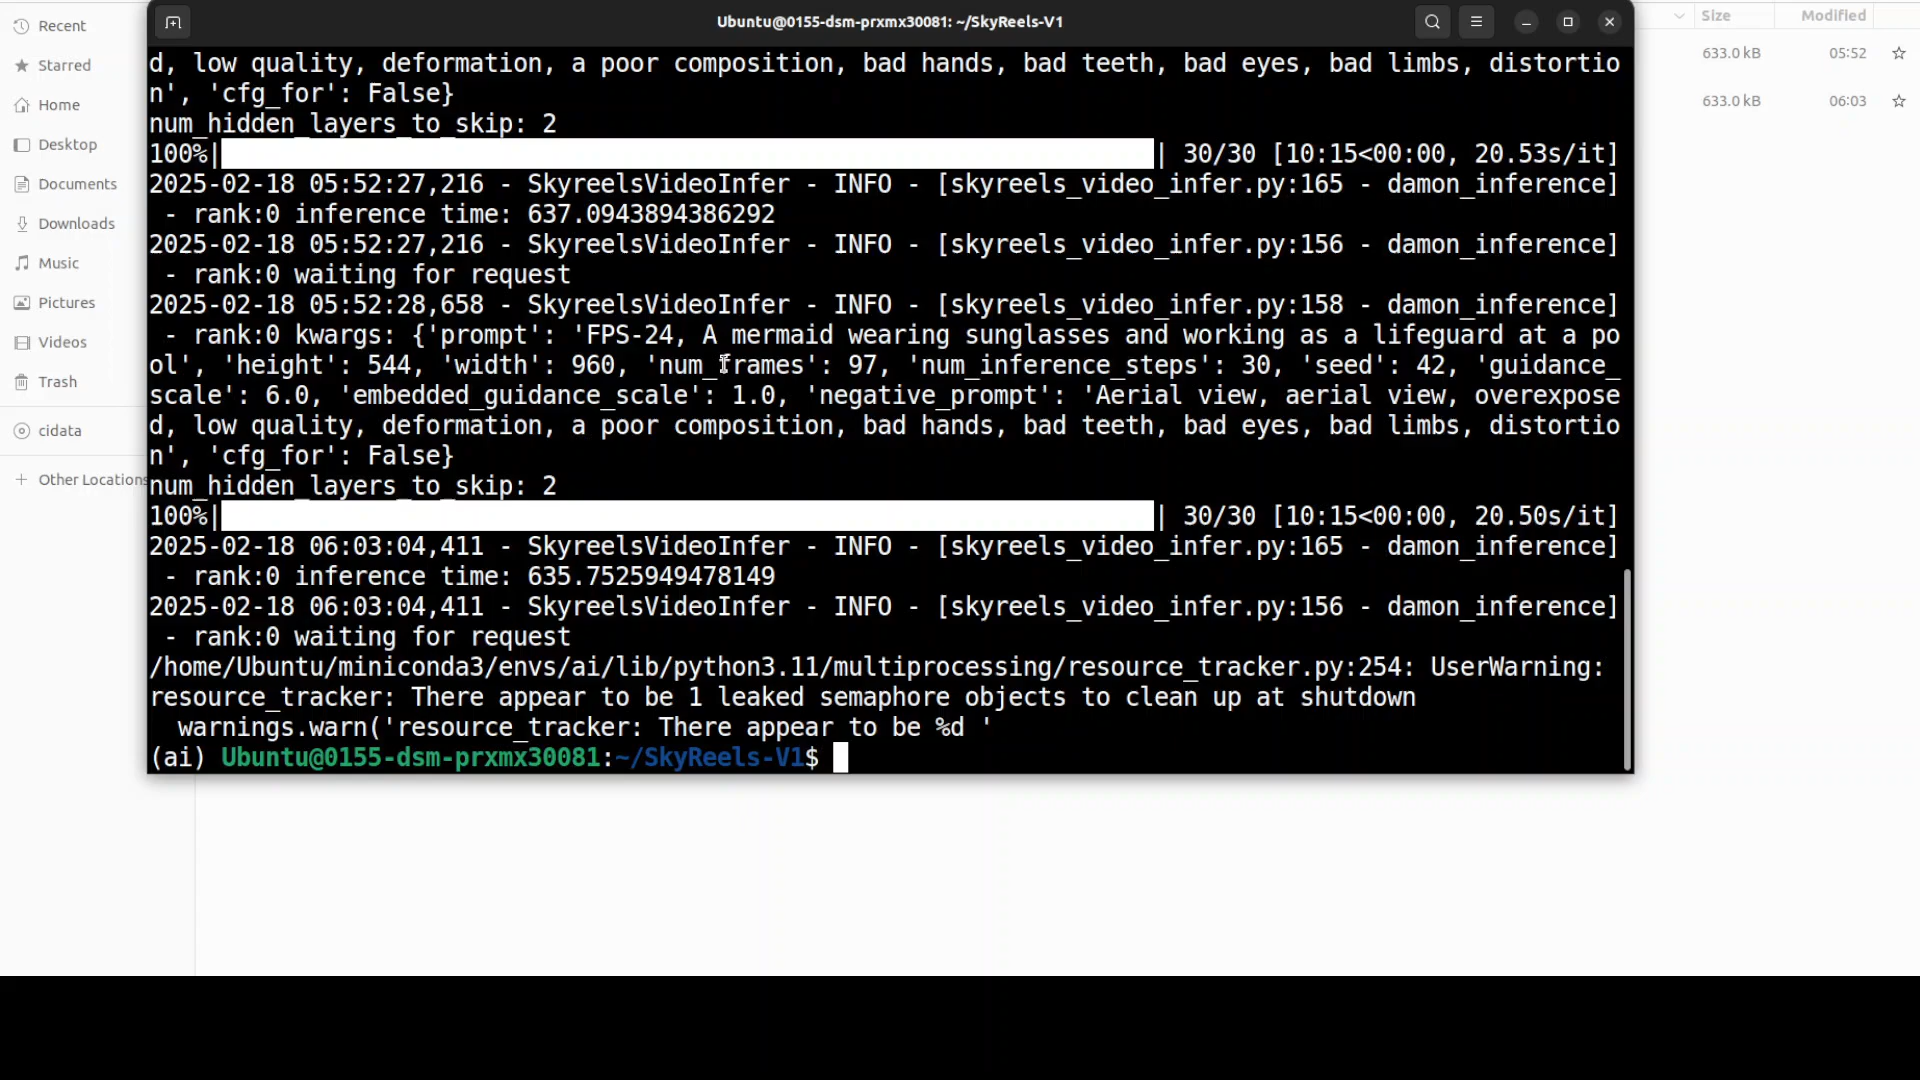 Ubuntu@0155-dsm-prxmx30081: ~/SkyReels-V1
Recent
Starred
Home
Desktop
Documents
Downloads
Music
Pictures
Videos
Trash
cidata
Other Locations
Size Modified
633.0 kB 05:52
633.0 kB 06:03
d, low quality, deformation, a poor composition, bad hands, bad teeth, bad eyes, bad limbs, distortio
n', 'cfg_for': False}
num_hidden_layers_to_skip: 2
100%| | 30/30 [10:15<00:00, 20.53s/it]
2025-02-18 05:52:27,216 - SkyreelsVideoInfer - INFO - [skyreels_video_infer.py:165 - damon_inference]
- rank:0 inference time: 637.0943894386292
2025-02-18 05:52:27,216 - SkyreelsVideoInfer - INFO - [skyreels_video_infer.py:156 - damon_inference]
- rank:0 waiting for request
2025-02-18 05:52:28,658 - SkyreelsVideoInfer - INFO - [skyreels_video_infer.py:158 - damon_inference]
- rank:0 kwargs: {'prompt': 'FPS-24, A mermaid wearing sunglasses and working as a lifeguard at a po
ol', 'height': 544, 'width': 960, 'num_frames': 97, 'num_inference_steps': 30, 'seed': 42, 'guidance_
scale': 6.0, 'embedded_guidance_scale': 1.0, 'negative_prompt': 'Aerial view, aerial view, overexpose
d, low quality, deformation, a poor composition, bad hands, bad teeth, bad eyes, bad limbs, distortio
n', 'cfg_for': False}
num_hidden_layers_to_skip: 2
100%| | 30/30 [10:15<00:00, 20.50s/it]
2025-02-18 06:03:04,411 - SkyreelsVideoInfer - INFO - [skyreels_video_infer.py:165 - damon_inference]
- rank:0 inference time: 635.7525949478149
2025-02-18 06:03:04,411 - SkyreelsVideoInfer - INFO - [skyreels_video_infer.py:156 - damon_inference]
- rank:0 waiting for request
/home/Ubuntu/miniconda3/envs/ai/lib/python3.11/multiprocessing/resource_tracker.py:254: UserWarning:
resource_tracker: There appear to be 1 leaked semaphore objects to clean up at shutdown
warnings.warn('resource_tracker: There appear to be %d '
(ai) Ubuntu@0155-dsm-prxmx30081:~/SkyReels-V1$